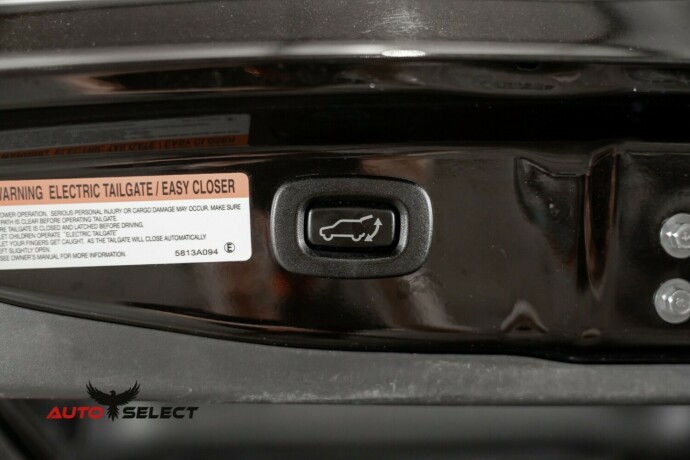 WARNING ELECTRIC TAILGATE / EASY CLOSER
POWER OPERATION, SERIOUS PERSONAL INJURY OR CARGO DAMAGE MAY OCCUR. MAKE SURE
PATH IS CLEAR BEFORE OPERATING TAILGATE.
TAILGATE IS CLOSED AND LATCHED BEFORE DRIVING.
LET CHILDREN OPERATE "ELECTRIC TAILGATE"
LET YOUR FINGERS GET CAUGHT, AS THE TAILGATE WILL CLOSE AUTOMATICALLY
LEFT SLIGHTLY OPEN.
SEE OWNER'S MANUAL FOR MORE INFORMATION.
5813A094 E
AUTO SELECT